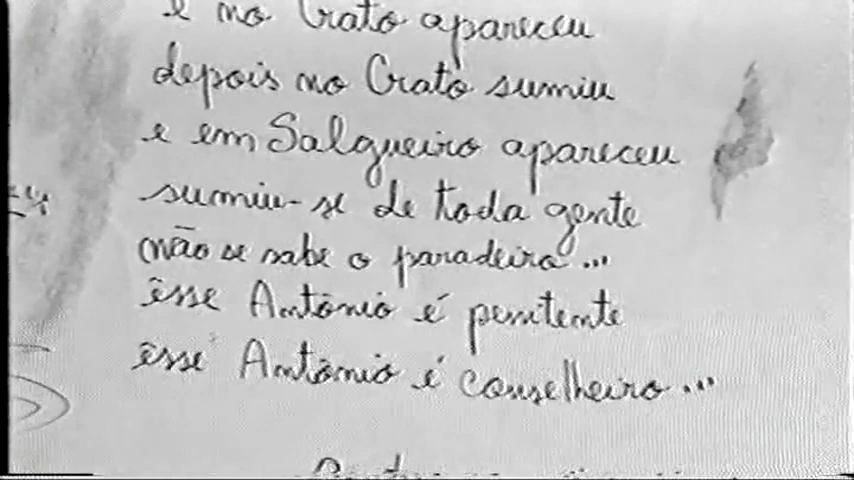 e no Crato apareceu
depois no Crato sumiu
e em Salgueiro apareceu
sumiu-se de toda gente
não se sabe o paradeiro...
êsse Antônio é penitente
êsse Antônio é conselheiro...